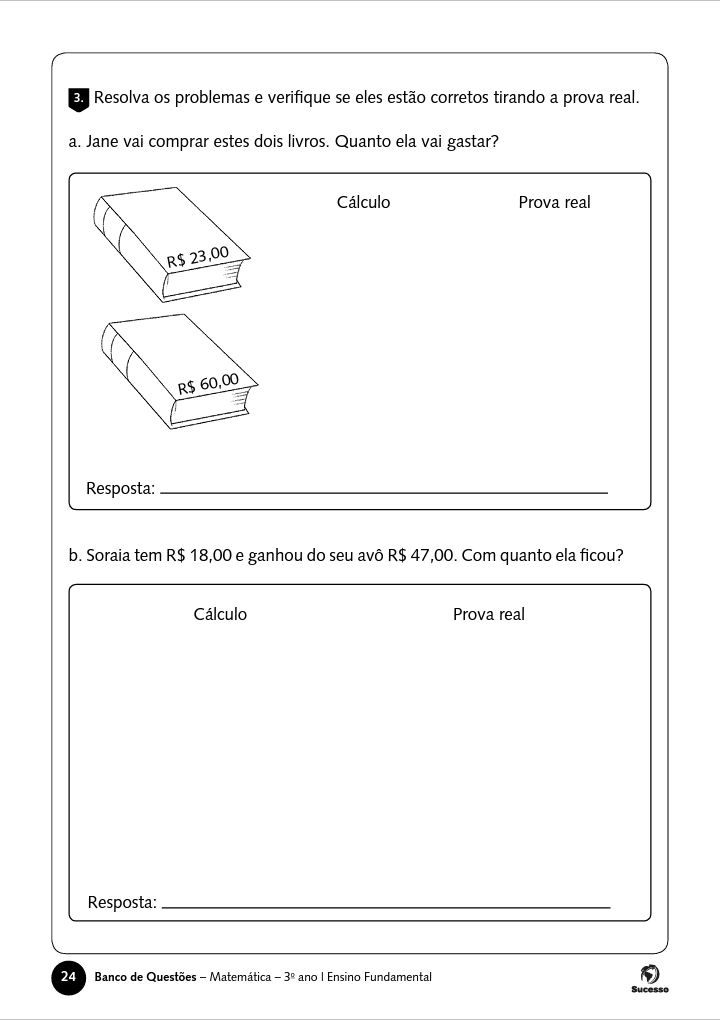 3. Resolva os problemas e verifique se eles estão corretos tirando a prova real.
a. Jane vai comprar estes dois livros. Quanto ela vai gastar?
Cálculo
Prova real
R$ 23,00
R$ 60,00
Resposta:
b. Soraia tem R$ 18,00 e ganhou do seu avô R$ 47,00. Com quanto ela ficou?
Cálculo
Prova real
Resposta:
24 Banco de Questões – Matemática – 3º ano I Ensino Fundamental
Sucesso